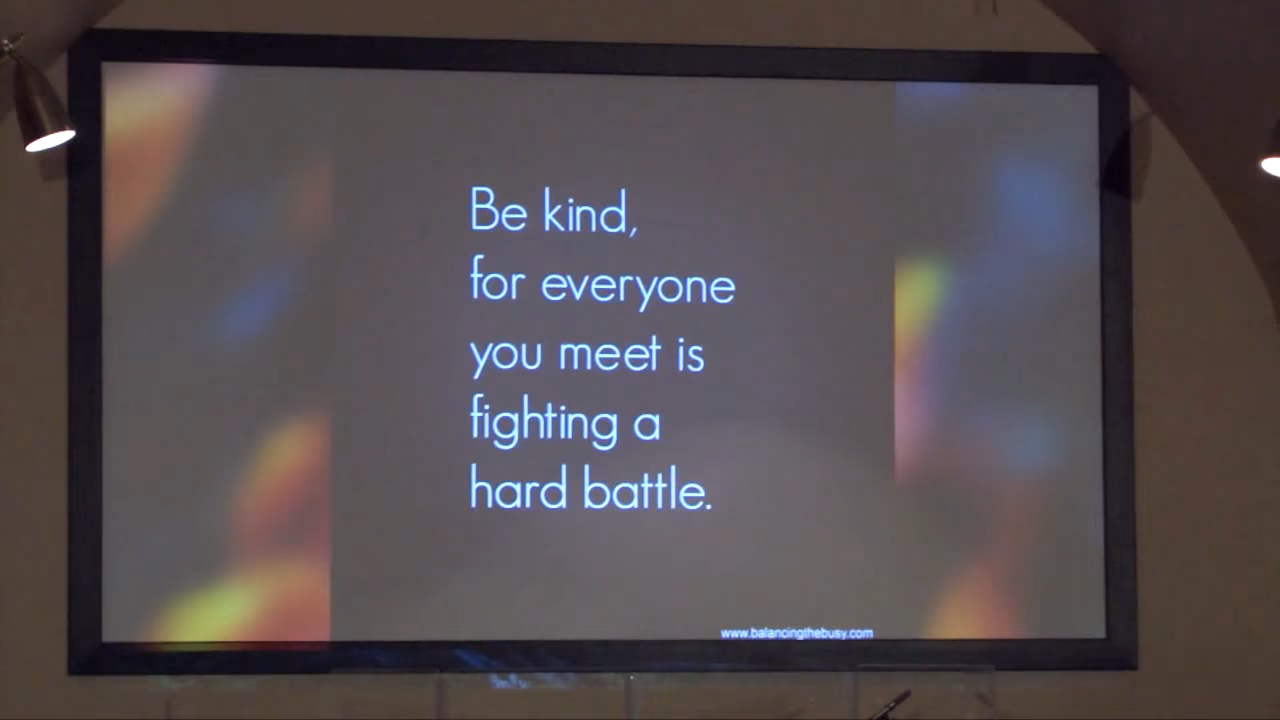 Be kind,
for everyone
you meet is
fighting a
hard battle.
www.balancingthebusy.com